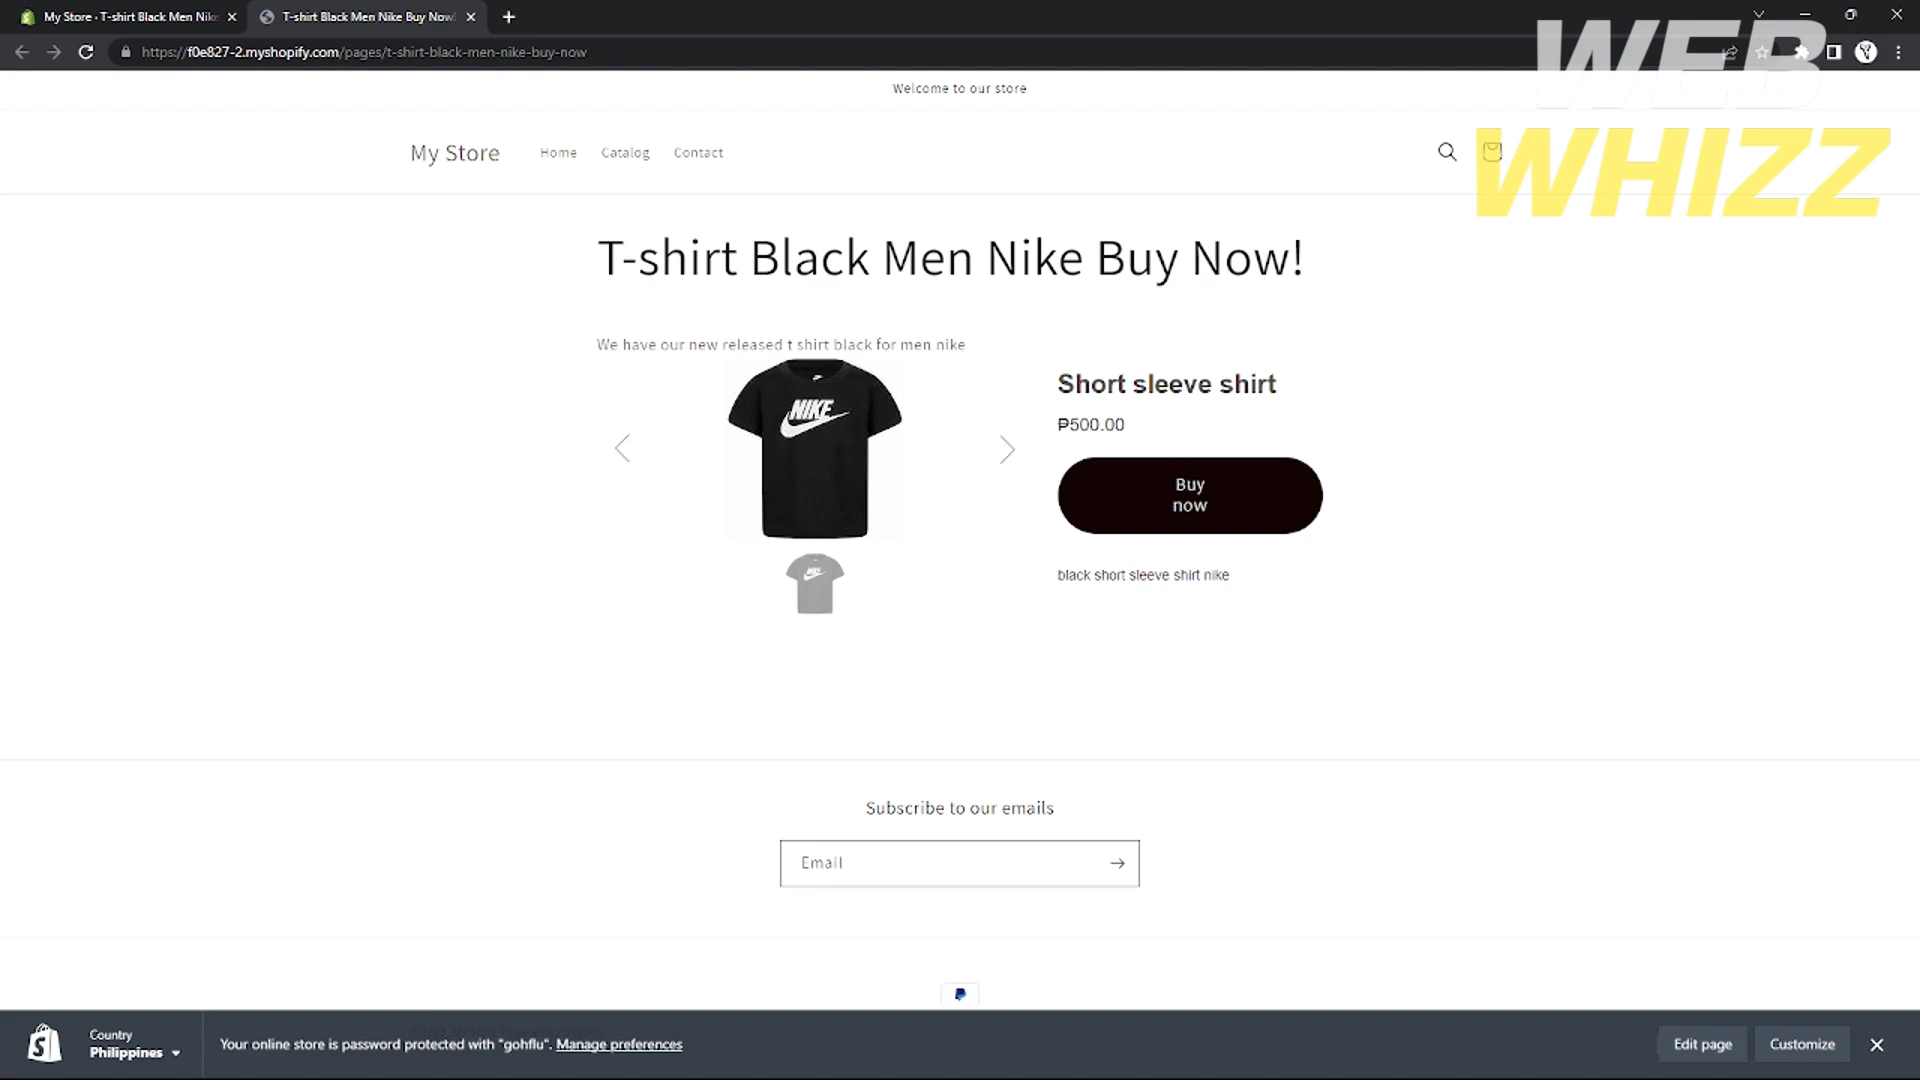 My Store · T-shirt Black Men Nike
T-shirt Black Men Nike Buy Now!
https://f0e827-2.myshopify.com/pages/t-shirt-black-men-nike-buy-now
WEB
WHIZZ
Welcome to our store
My Store
Home
Catalog
Contact
T-shirt Black Men Nike Buy Now!
We have our new released t shirt black for men nike
NIKE
Short sleeve shirt
₱500.00
Buy
now
black short sleeve shirt nike
Subscribe to our emails
Email
Country
Philippines
Your online store is password protected with "gohflu". Manage preferences
Edit page
Customize